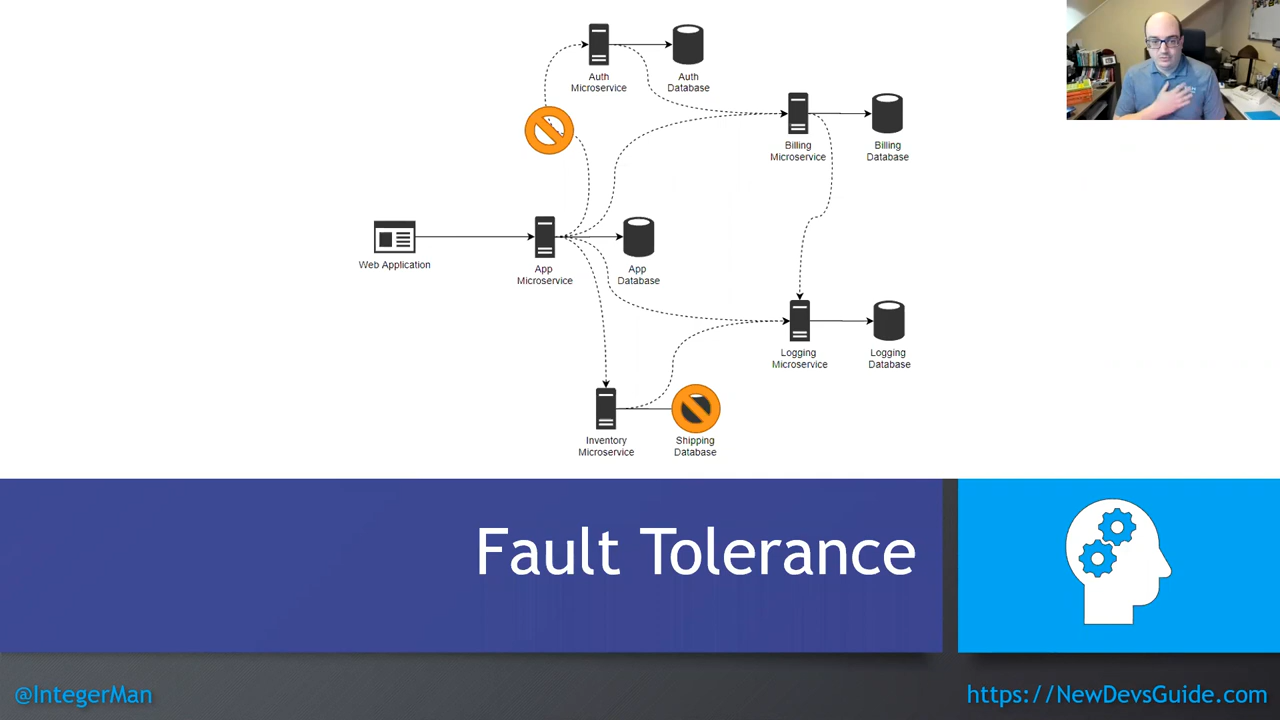 Auth
Microservice
Auth
Database
Billing
Microservice
Billing
Database
Web Application
App
Microservice
App
Database
Logging
Microservice
Logging
Database
Inventory
Microservice
Shipping
Database
Fault Tolerance
@IntegerMan
https://NewDevsGuide.com